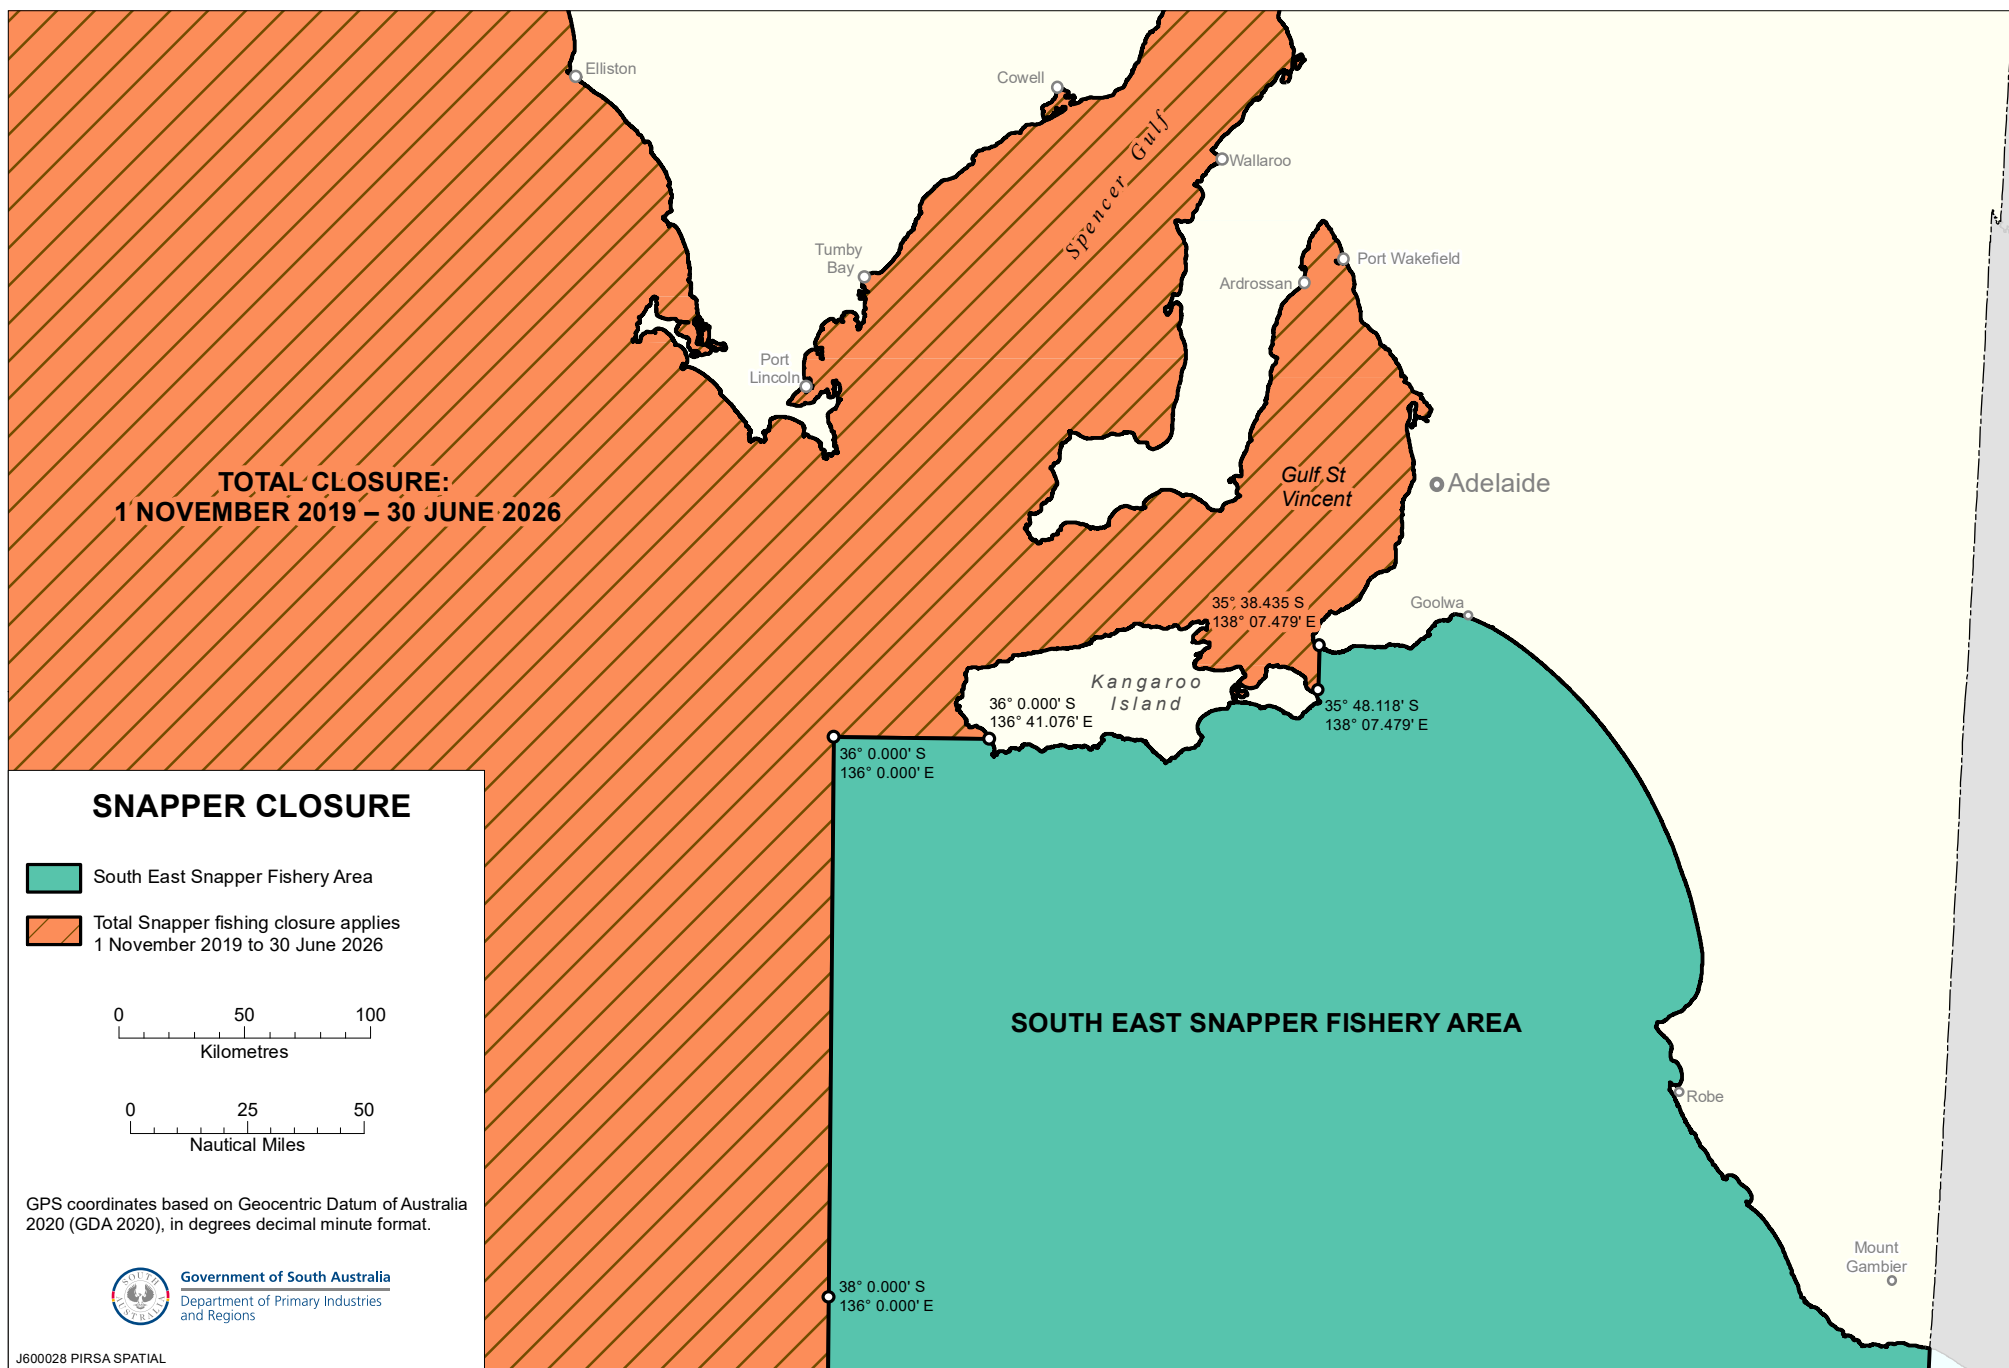 Elliston
Cowell
Spencer Gulf
Wallaroo
Tumby
Bay
Port Wakefield
Ardrossan
Port
Lincoln
TOTAL CLOSURE:
1 NOVEMBER 2019 – 30 JUNE 2026
Gulf St
Vincent
Adelaide
35° 38.435 S
138° 07.479' E
Goolwa
Kangaroo
Island
36° 0.000' S
136° 41.076' E
35° 48.118' S
138° 07.479' E
36° 0.000' S
136° 0.000' E
SNAPPER CLOSURE
South East Snapper Fishery Area
Total Snapper fishing closure applies
1 November 2019 to 30 June 2026
0 50 100
Kilometres
0 25 50
Nautical Miles
GPS coordinates based on Geocentric Datum of Australia
2020 (GDA 2020), in degrees decimal minute format.
SOUTH AUSTRALIA
Government of South Australia
Department of Primary Industries
and Regions
J600028 PIRSA SPATIAL
SOUTH EAST SNAPPER FISHERY AREA
Robe
Mount
Gambier
38° 0.000' S
136° 0.000' E